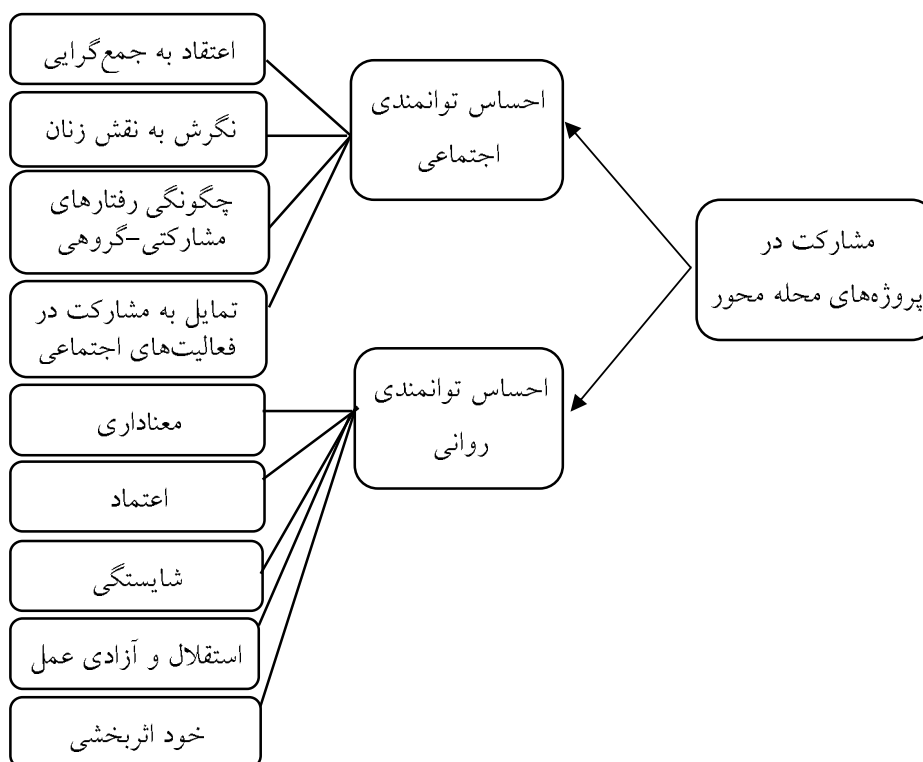 مشارکت در
پروژه‌های محله محور
احساس توانمندی
اجتماعی
اعتقاد به جمع‌گرایی
نگرش به نقش زنان
چگونگی رفتارهای
مشارکتی–گروهی
تمایل به مشارکت در
فعالیت‌های اجتماعی
احساس توانمندی
روانی
معناداری
اعتماد
شایستگی
استقلال و آزادی عمل
خود اثربخشی